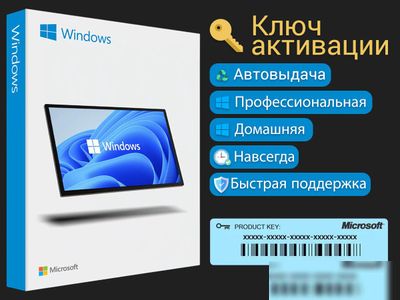 Windows
Windows
Windows
Microsoft
Ключ
активации
Автовыдача
Профессиональная
Домашняя
Навсегда
Быстрая поддержка
PRODUCT KEY:
Microsoft
xxxxx-xxxxx-xxxxx-xxxxx-xxxxx